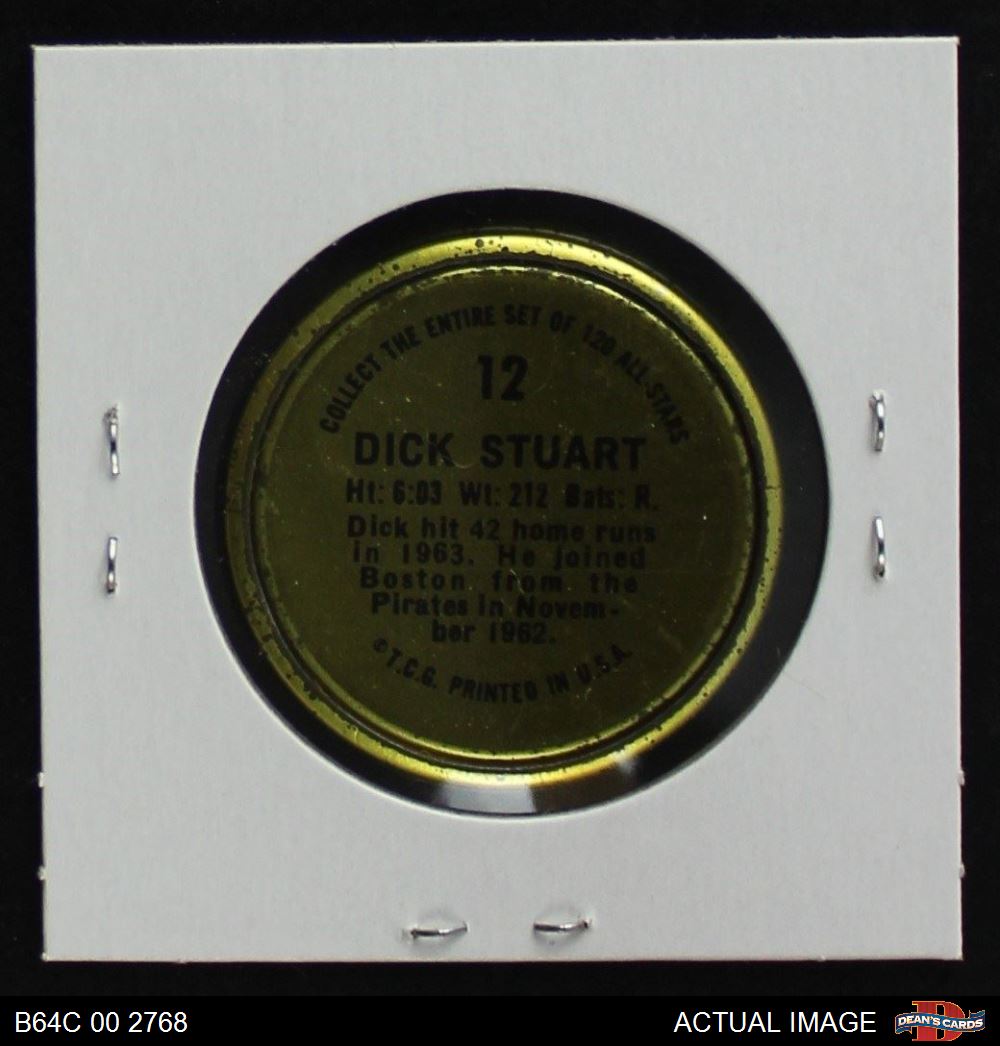 COLLECT THE ENTIRE SET OF 120 ALL-STARS
12
DICK STUART
Ht: 6:03 Wt: 212 Bats: R.
Dick hit 42 home runs
in 1963. He joined
Boston from the
Pirates in Novem-
ber 1962.
©T.C.G. PRINTED IN U.S.A.
B64C 00 2768
ACTUAL IMAGE
DEAN'S CARDS